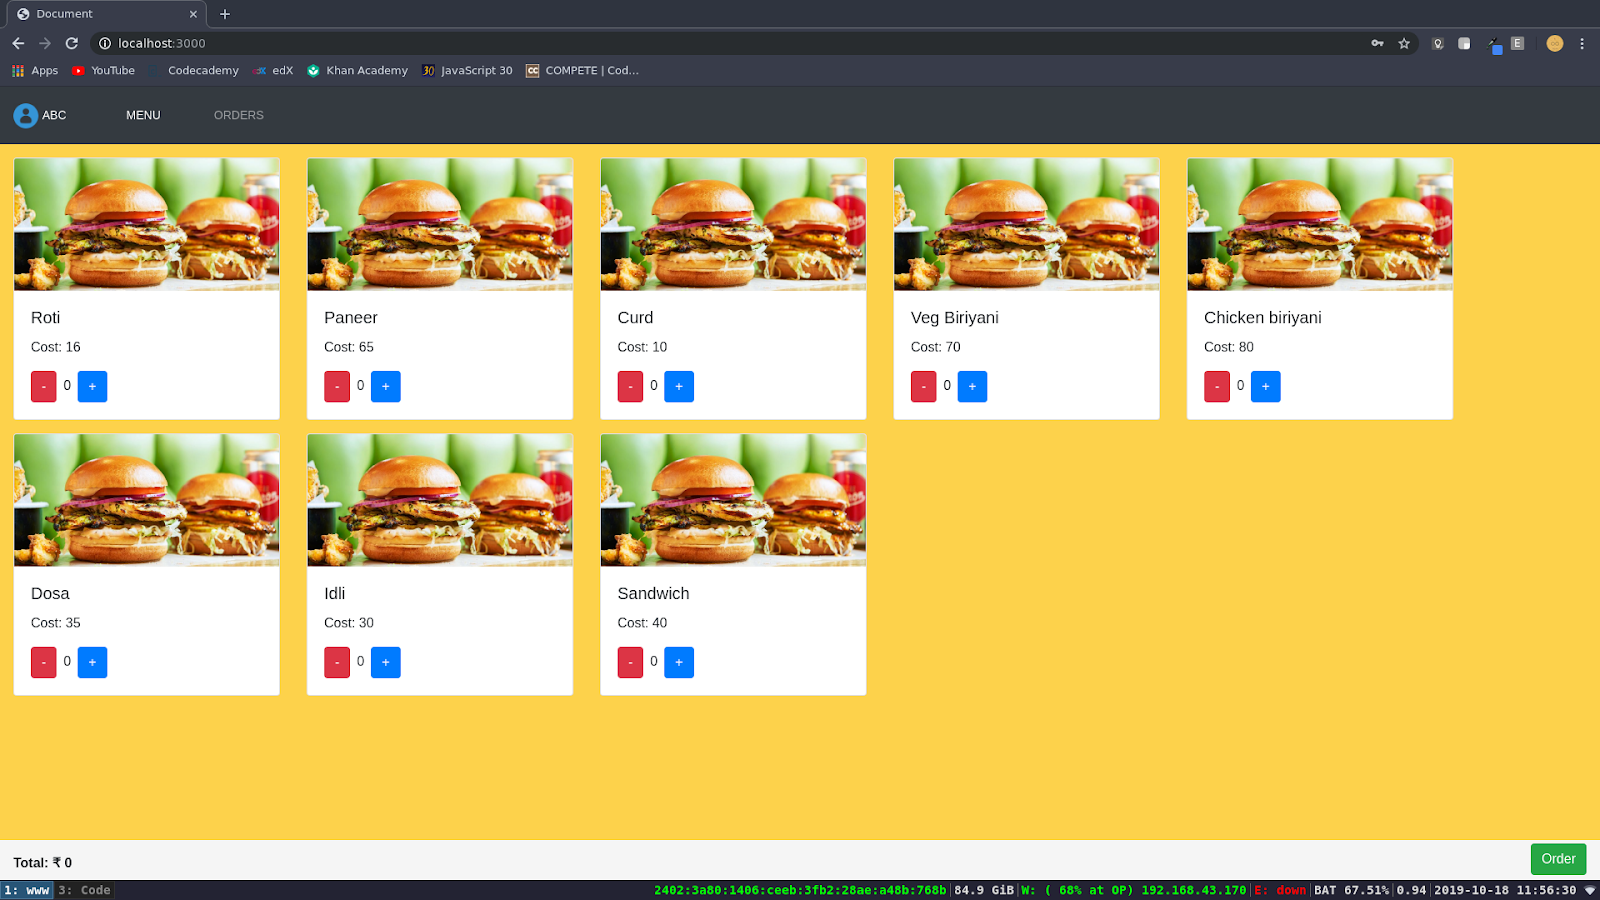 Document
localhost:3000
Apps YouTube Codecademy edX Khan Academy 30 JavaScript 30 CC COMPETE | Cod...
E
ABC MENU ORDERS
Roti Paneer Curd Veg Biriyani Chicken biriyani
Cost: 16 Cost: 65 Cost: 10 Cost: 70 Cost: 80
- 0 + - 0 + - 0 + - 0 + - 0 +
Dosa Idli Sandwich
Cost: 35 Cost: 30 Cost: 40
- 0 + - 0 + - 0 +
Total: ₹ 0 Order
1: www 3: Code 2402:3a80:1406:ceeb:3fb2:28ae:a48b:768b|84.9 GiB|W: ( 68% at OP) 192.168.43.170|E: down|BAT 67.51%|0.94|2019-10-18 11:56:30